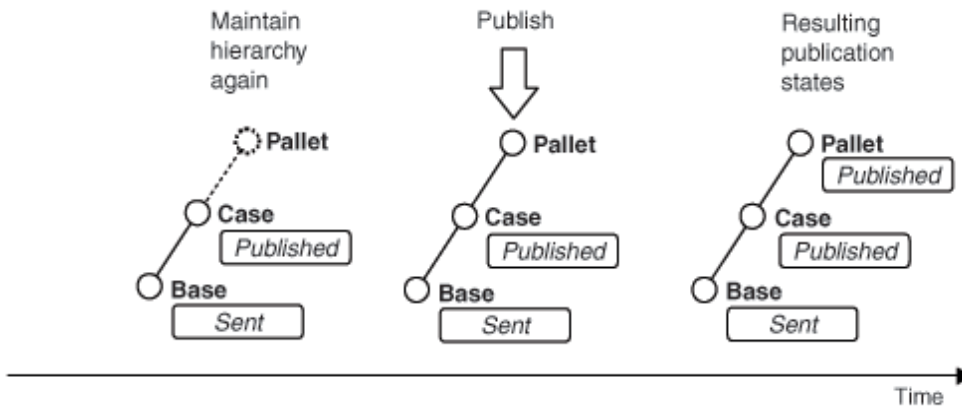 Maintain
hierarchy
again
Pallet
Case
Published
Base
Sent
Publish
Pallet
Case
Published
Base
Sent
Resulting
publication
states
Pallet
Published
Case
Published
Base
Sent
Time